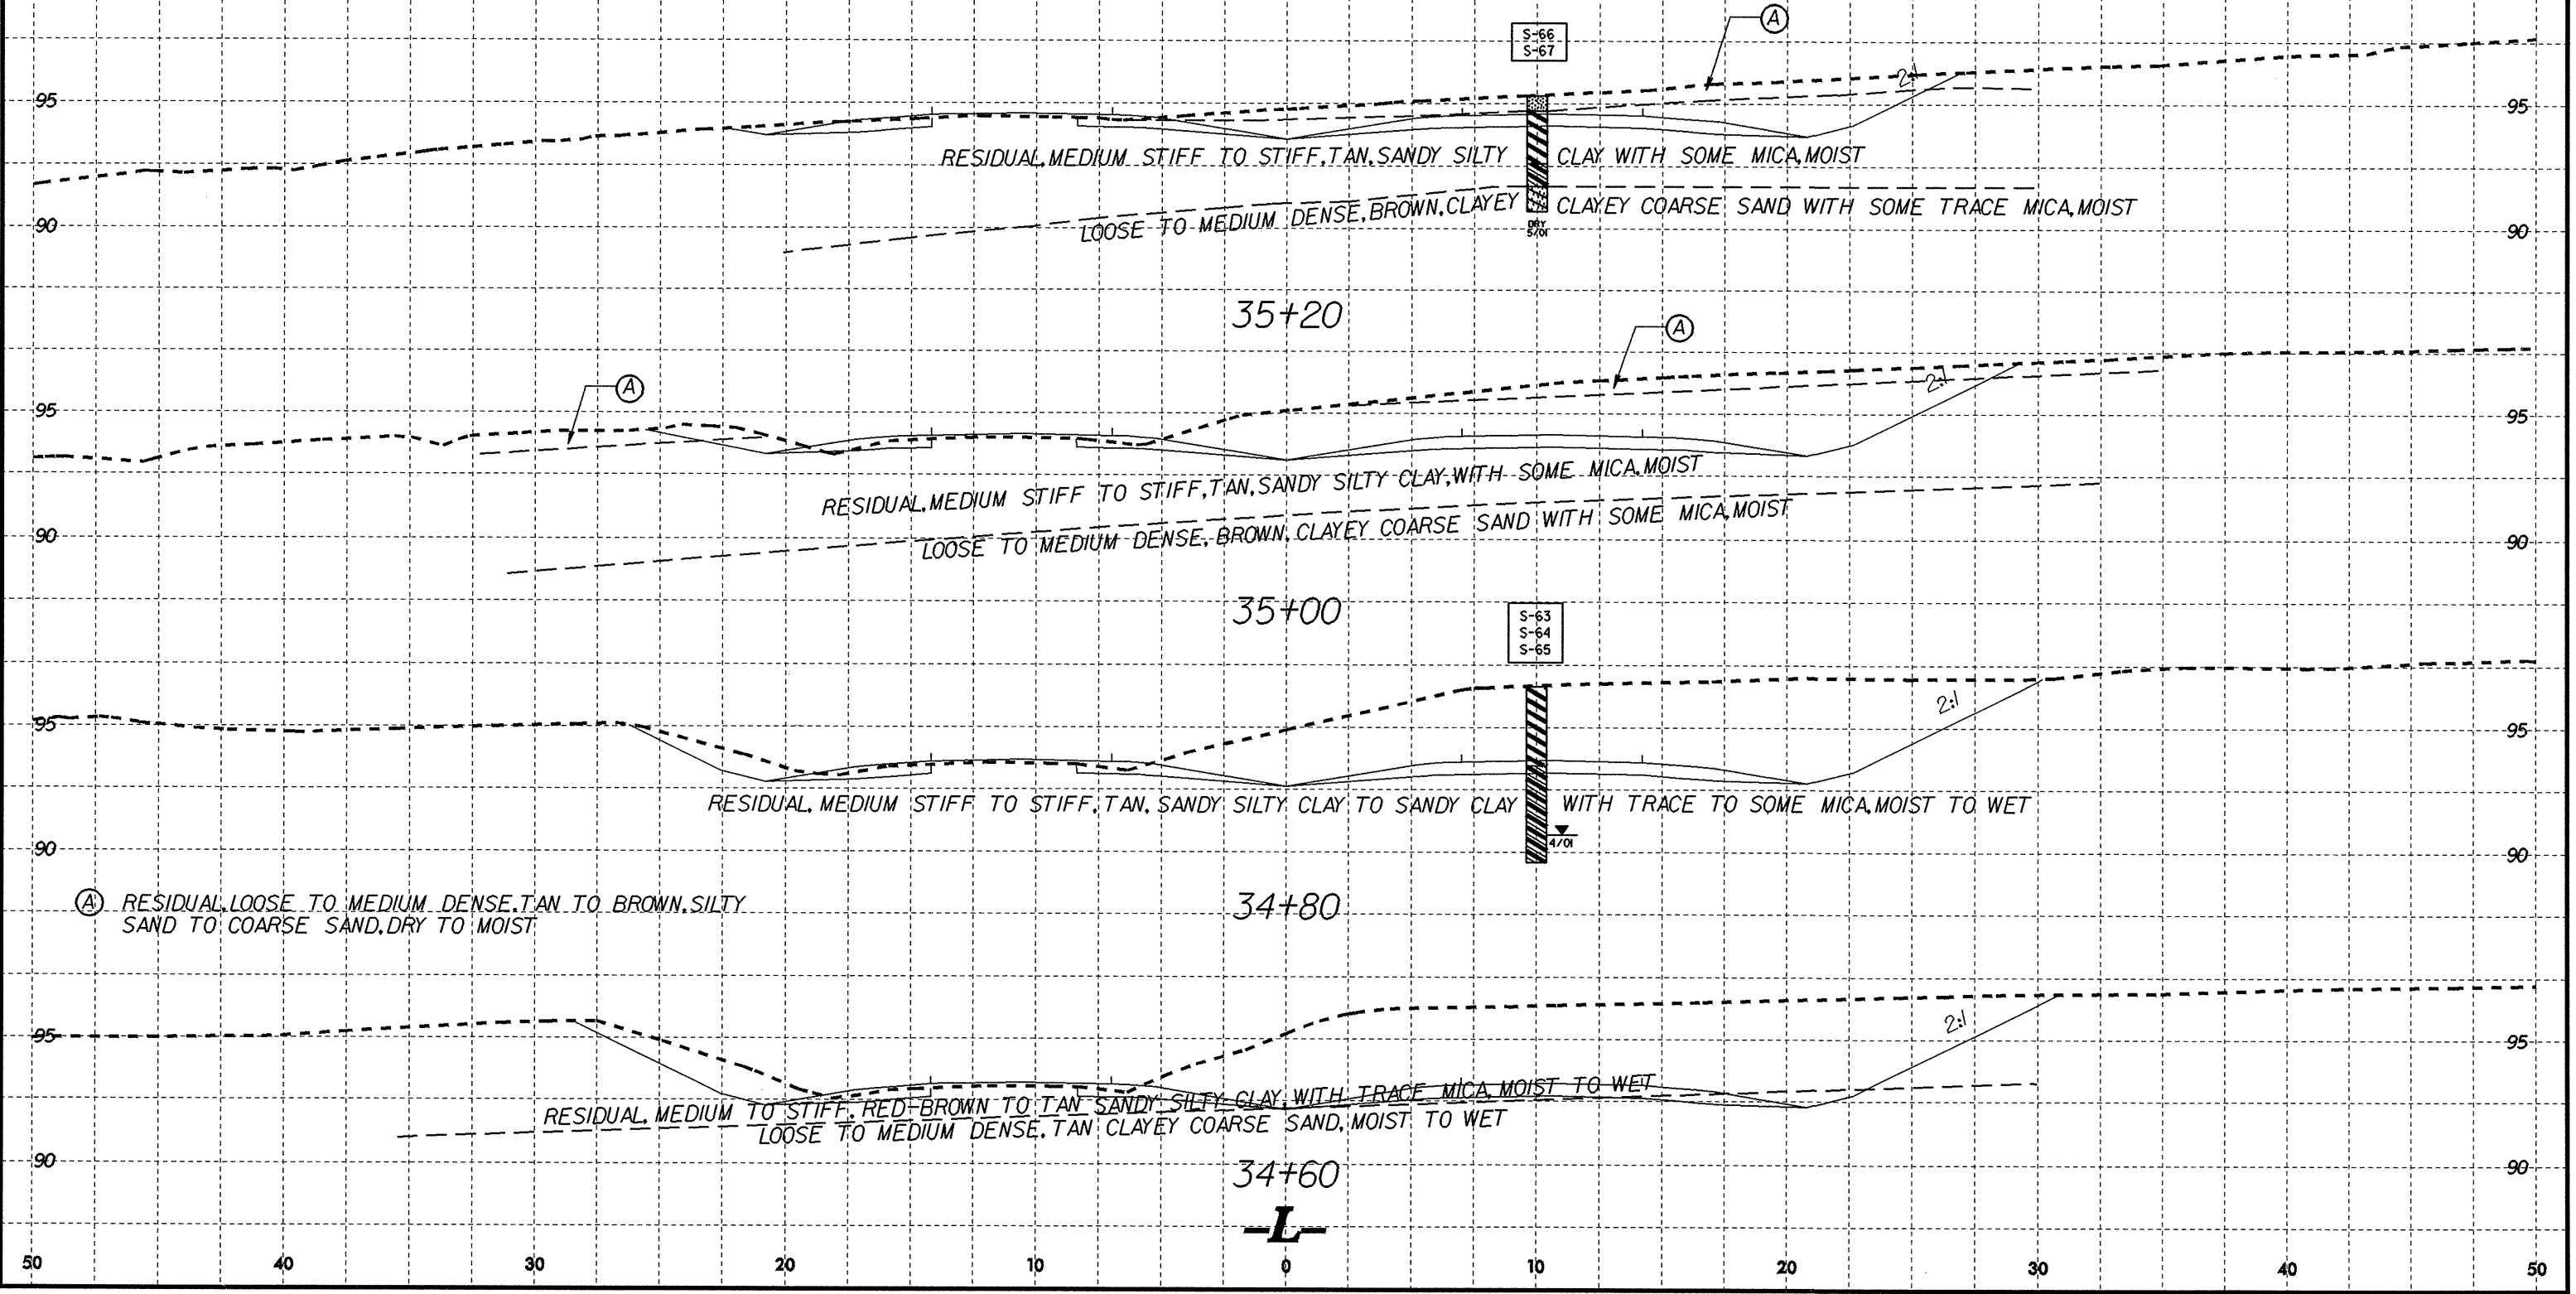 A
S-66
S-67
2:1
95 95
RESIDUAL, MEDIUM STIFF TO STIFF, TAN, SANDY SILTY CLAY WITH SOME MICA, MOIST
LOOSE TO MEDIUM DENSE, BROWN, CLAYEY CLAYEY COARSE SAND WITH SOME TRACE MICA, MOIST
90 90
DRY
5/01
35+20
A
A
2:1
95 95
RESIDUAL, MEDIUM STIFF TO STIFF, TAN, SANDY SILTY CLAY, WITH SOME MICA, MOIST
LOOSE TO MEDIUM DENSE, BROWN, CLAYEY COARSE SAND WITH SOME MICA, MOIST
90 90
35+00
S-63
S-64
S-65
2:1
95 95
RESIDUAL, MEDIUM STIFF TO STIFF, TAN, SANDY SILTY CLAY TO SANDY CLAY WITH TRACE TO SOME MICA, MOIST TO WET
4/01
90 90
A RESIDUAL, LOOSE TO MEDIUM DENSE, TAN TO BROWN, SILTY
SAND TO COARSE SAND, DRY TO MOIST
34+80
2:1
95 95
RESIDUAL, MEDIUM TO STIFF, RED-BROWN TO TAN SANDY SILTY CLAY, WITH TRACE MICA, MOIST TO WET
LOOSE TO MEDIUM DENSE, TAN CLAYEY COARSE SAND, MOIST TO WET
90 90
34+60
-L-
50 40 30 20 10 0 10 20 30 40 50